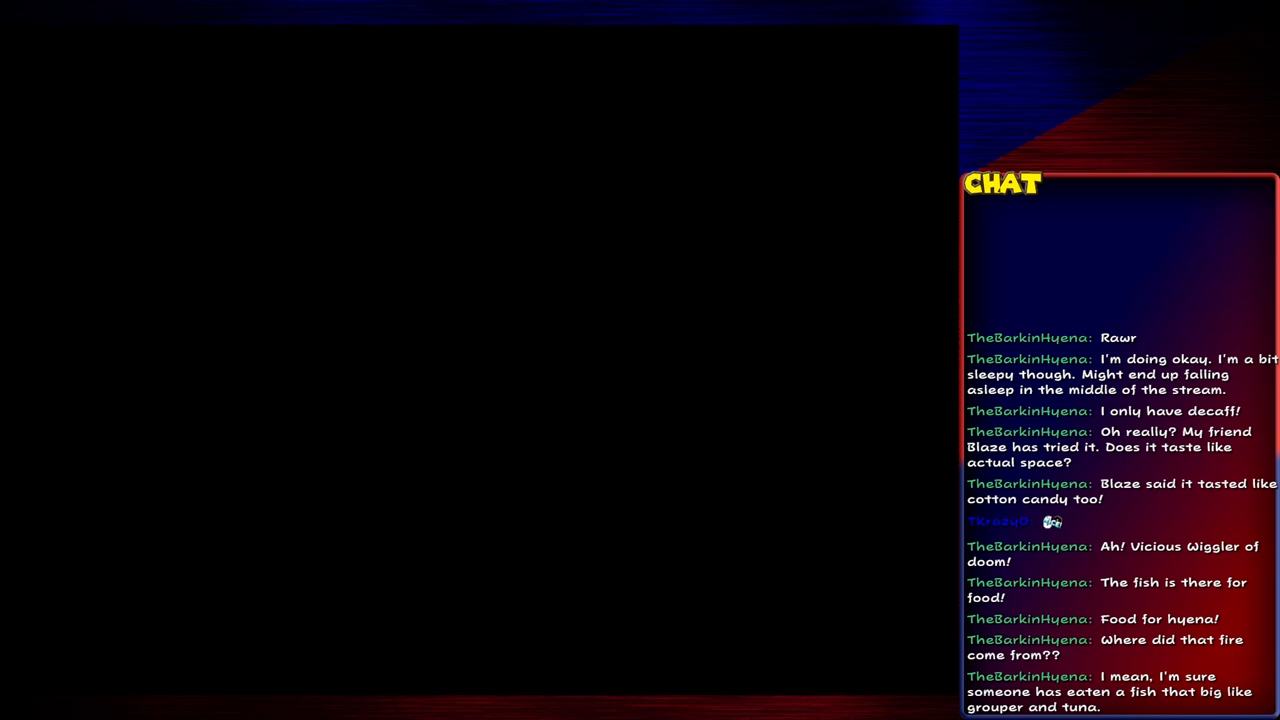 CHAT
TheBarkinHyena: Rawr
TheBarkinHyena: I'm doing okay. I'm a bit
sleepy though. Might end up falling
asleep in the middle of the stream.
TheBarkinHyena: I only have decaff!
TheBarkinHyena: Oh really? My friend
Blaze has tried it. Does it taste like
actual space?
TheBarkinHyena: Blaze said it tasted like
cotton candy too!
TKrazyO:
TheBarkinHyena: Ah! Vicious Wiggler of
doom!
TheBarkinHyena: The fish is there for
food!
TheBarkinHyena: Food for hyena!
TheBarkinHyena: Where did that fire
come from??
TheBarkinHyena: I mean, I'm sure
someone has eaten a fish that big like
grouper and tuna.